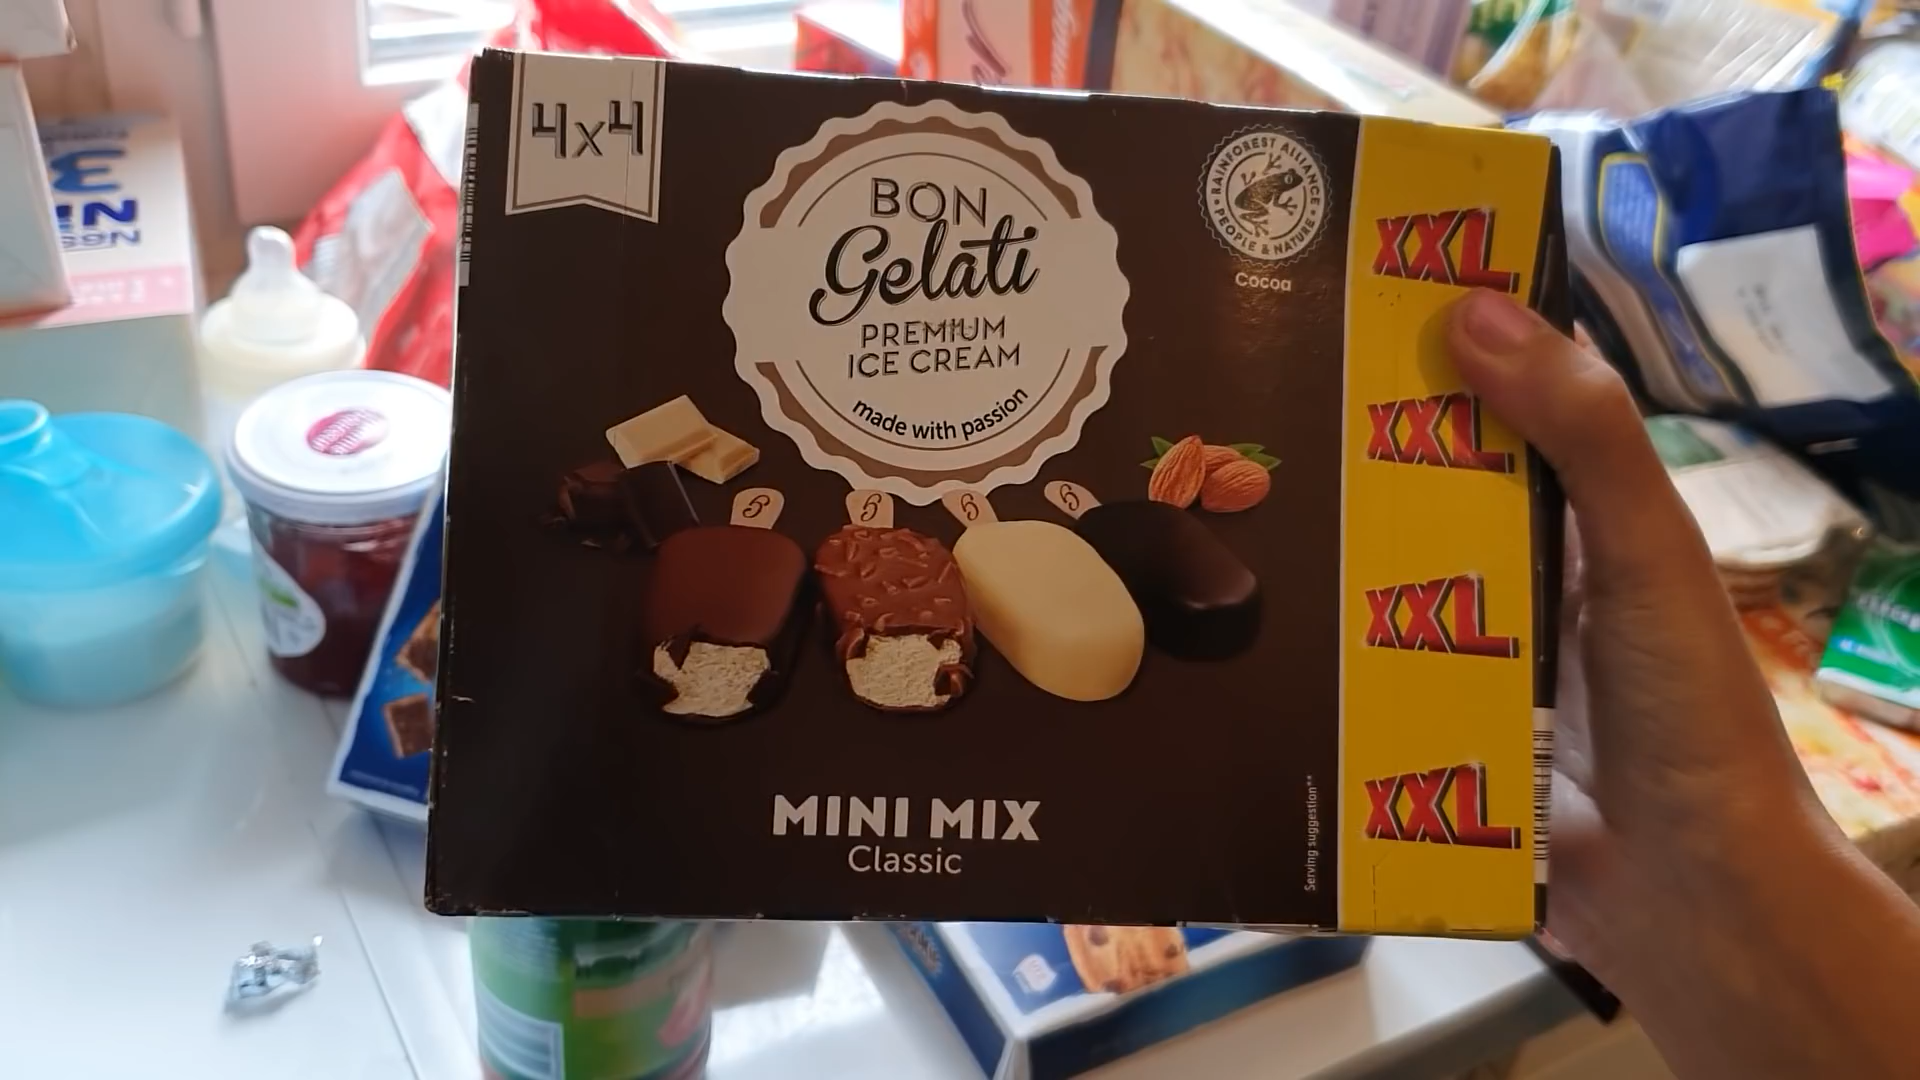 4x4
BON
Gelati
PREMIUM
ICE CREAM
made with passion
RAINFOREST ALLIANCE
PEOPLE & NATURE
Cocoa
XXL
XXL
XXL
XXL
MINI MIX
Classic
Serving suggestion**